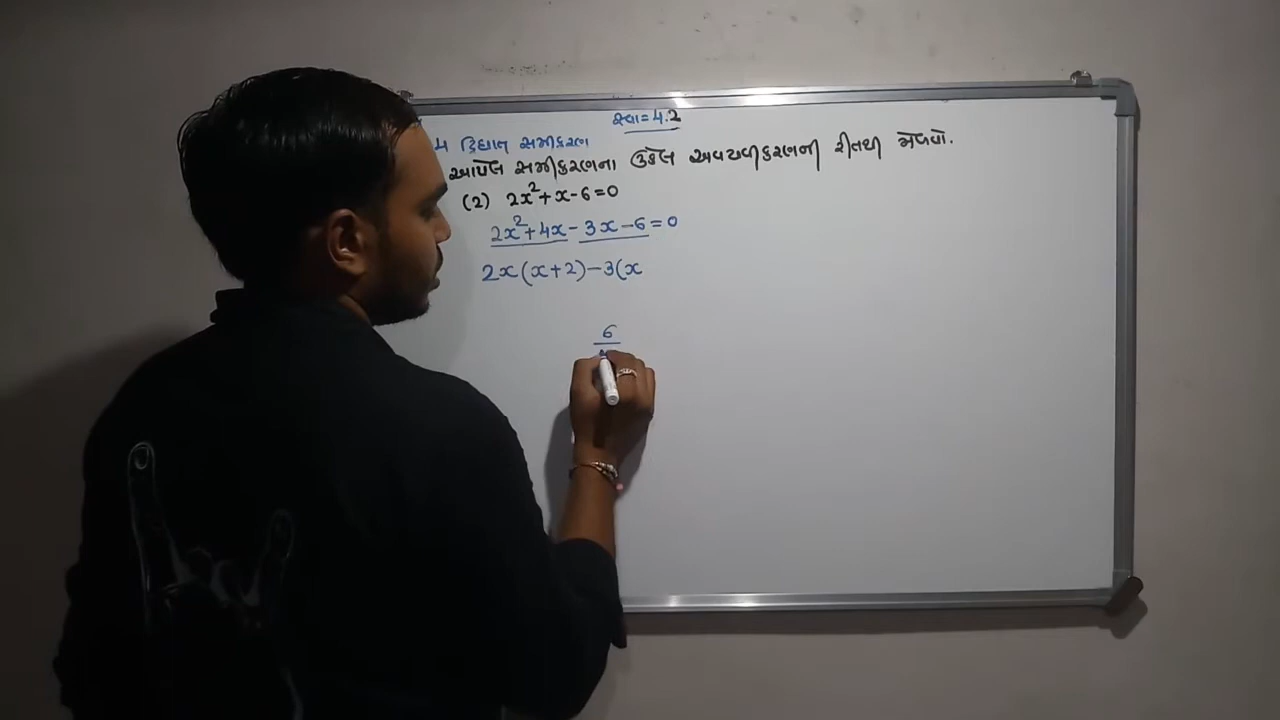 સ્વા = 4.2
4 દ્વિઘાત સમીકરણ
આપેલ સમીકરણના ઉકેલ અવયવીકરણની રીતથી મેળવો.
(2) 2x² + x - 6 = 0
2x² + 4x - 3x - 6 = 0
2x(x+2) - 3(x
6